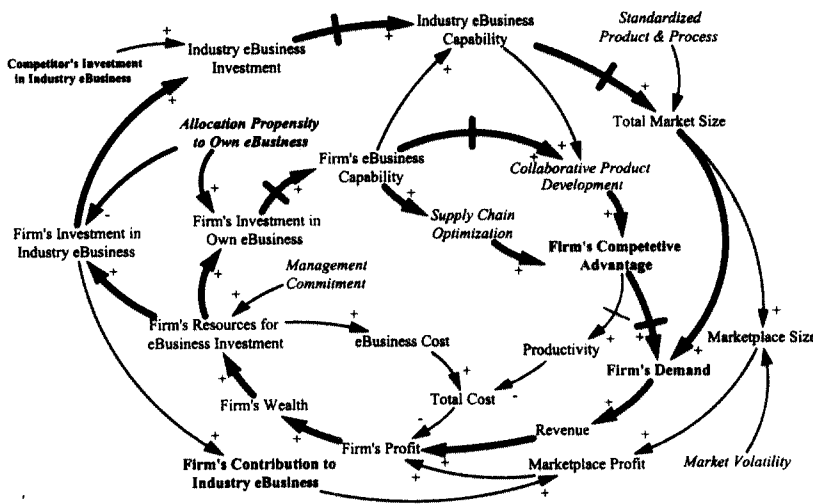 Industry eBusiness
Capability
Standardized
Product & Process
Competitor's Investment
in Industry eBusiness
Industry eBusiness
Investment
Total Market Size
Allocation Propensity
to Own eBusiness
Firm's eBusiness
Capability
Collaborative Product
Development
Firm's Investment in
Industry eBusiness
Firm's Investment in
Own eBusiness
Supply Chain
Optimization
Firm's Competetive
Advantage
Management
Commitment
Firm's Resources for
eBusiness Investment
eBusiness Cost
Productivity
Marketplace Size
Firm's Demand
Firm's Wealth
Total Cost
Revenue
Firm's Profit
Firm's Contribution to
Industry eBusiness
Marketplace Profit
Market Volatility